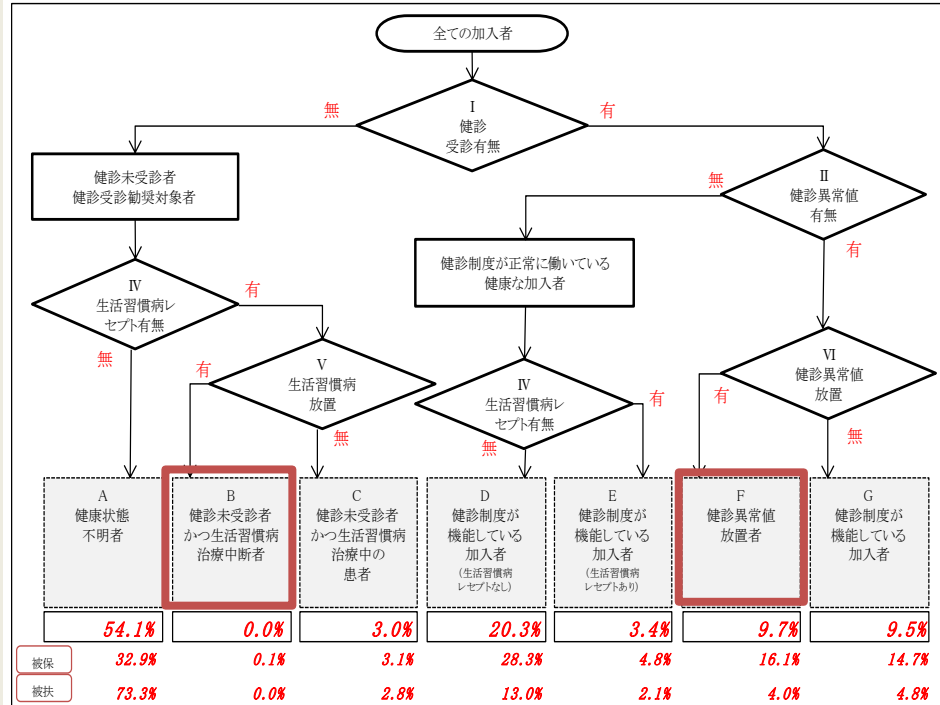 全ての加入者
無
I
健診
受診有無
有
健診未受診者
健診受診勧奨対象者
無
II
健診異常値
有無
有
健診制度が正常に働いている
健康な加入者
IV
生活習慣病レ
セプト有無
有
無
V
生活習慣病
放置
有
無
IV
生活習慣病レ
セプト有無
有
無
VI
健診異常値
放置
有
無
A
健康状態
不明者
B
健診未受診者
かつ生活習慣病
治療中断者
C
健診未受診者
かつ生活習慣病
治療中の
患者
D
健診制度が
機能している
加入者
(生活習慣病
レセプトなし)
E
健診制度が
機能している
加入者
(生活習慣病
レセプトあり)
F
健診異常値
放置者
G
健診制度が
機能している
加入者
54.1% 0.0% 3.0% 20.3% 3.4% 9.7% 9.5%
被保 32.9% 0.1% 3.1% 28.3% 4.8% 16.1% 14.7%
被扶 73.3% 0.0% 2.8% 13.0% 2.1% 4.0% 4.8%